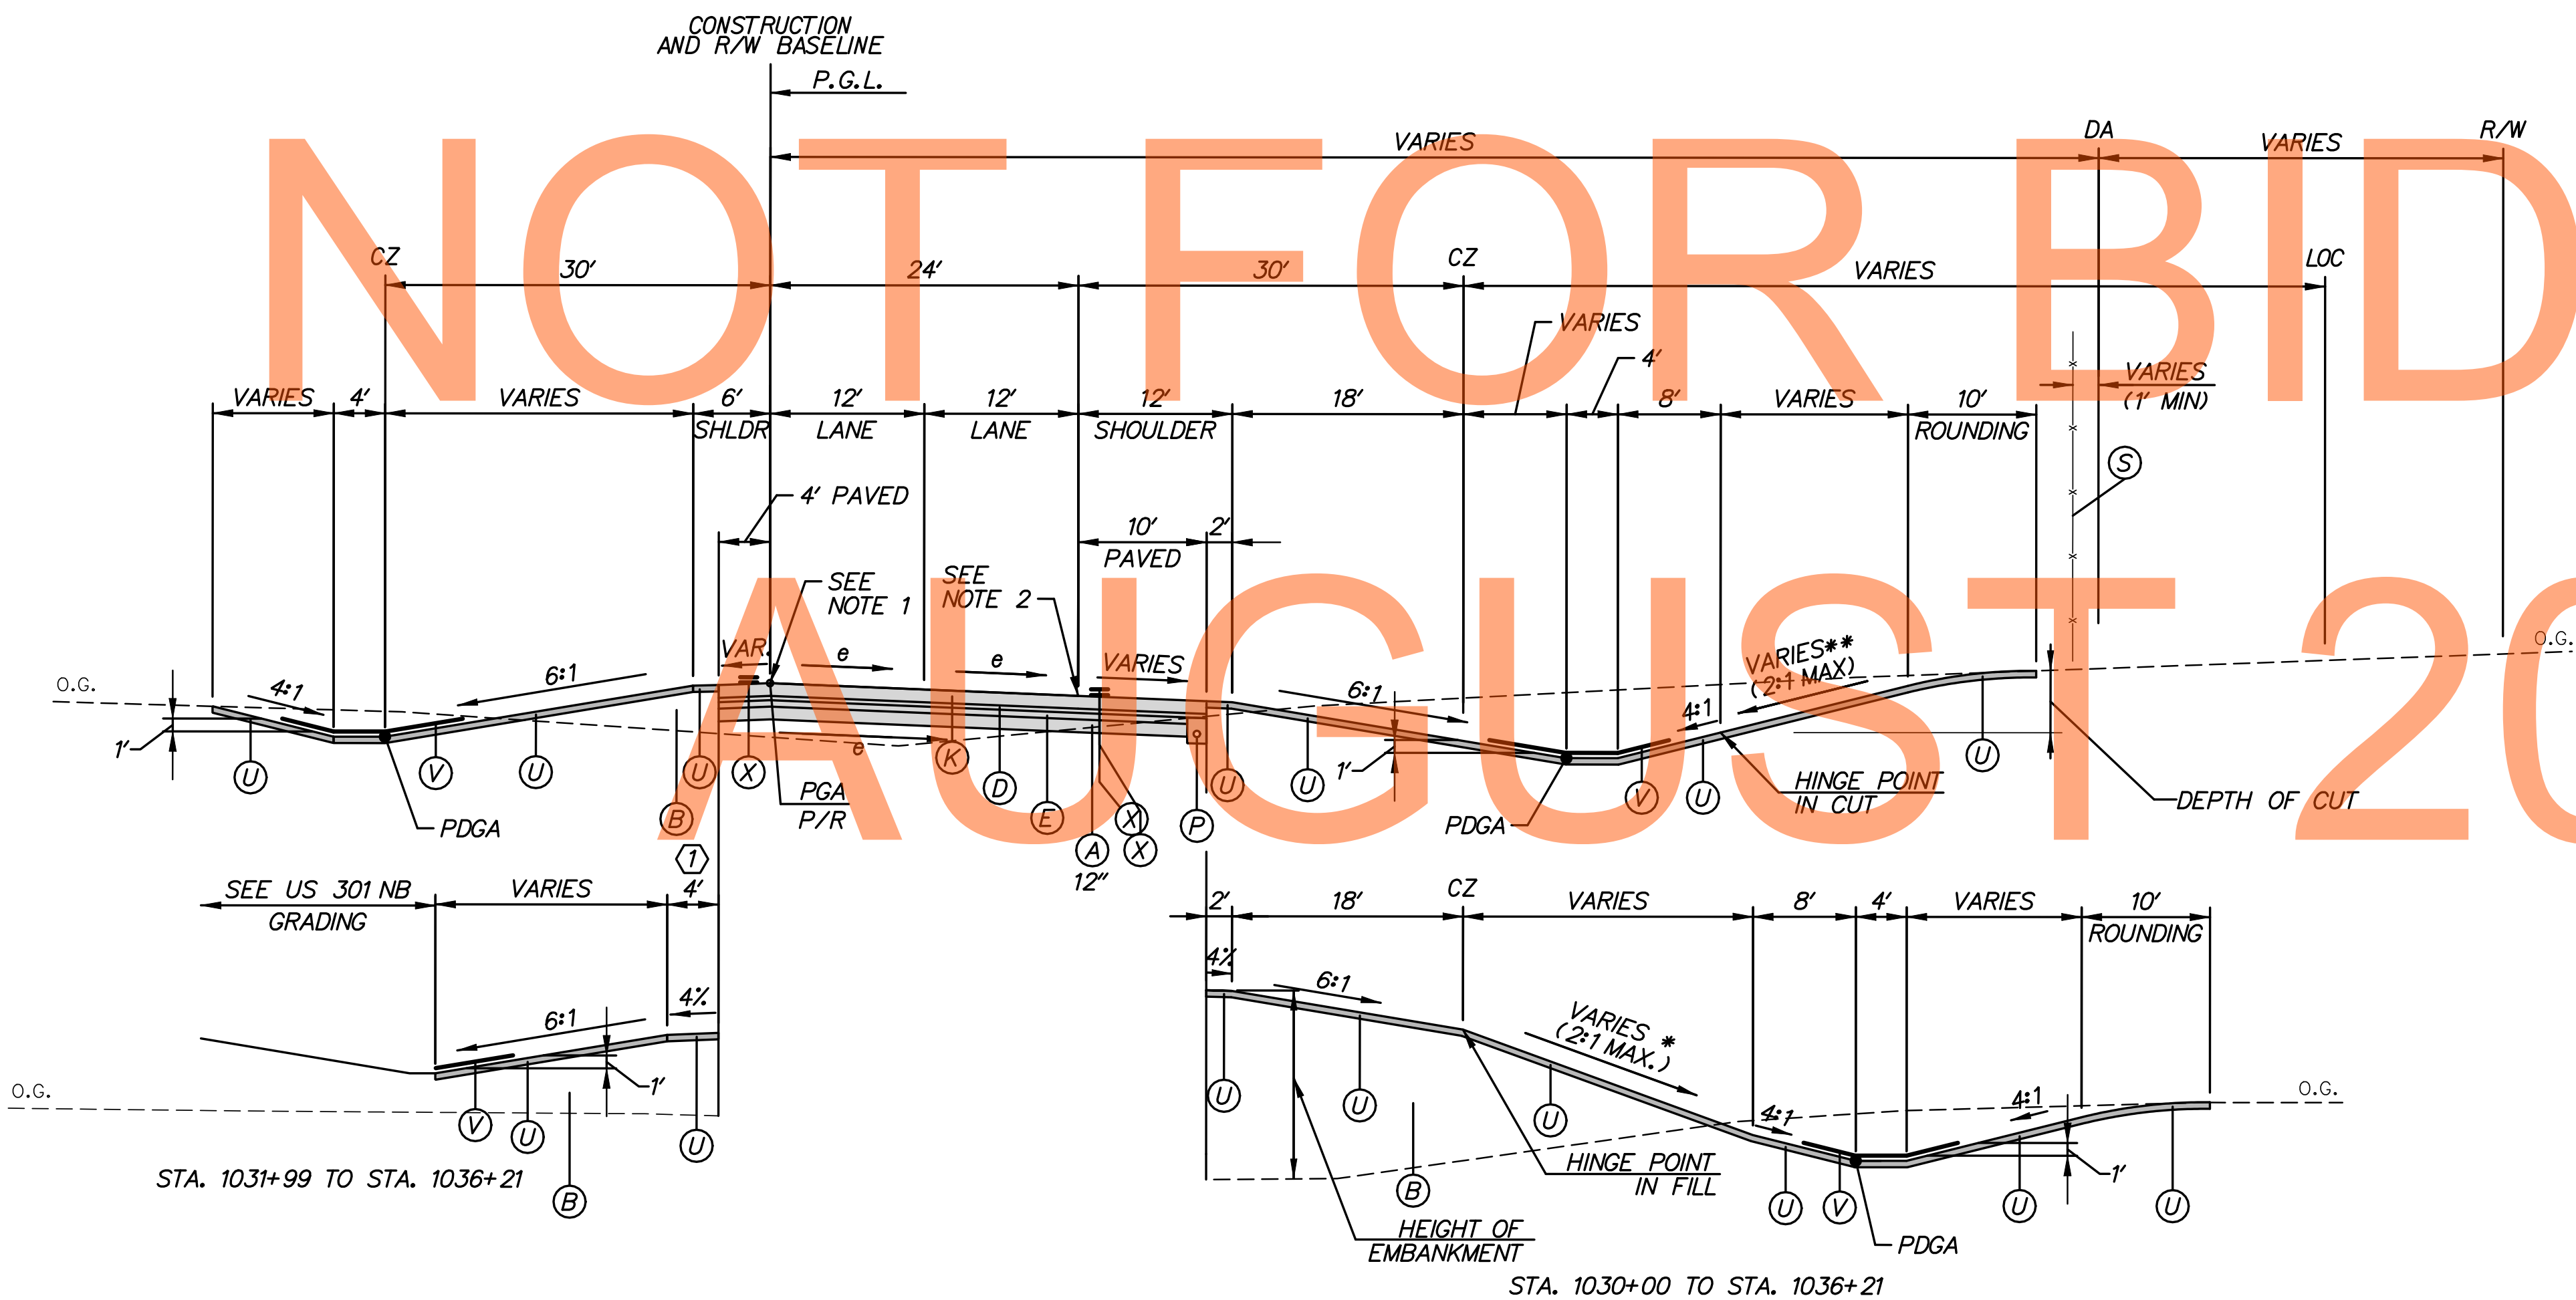 CONSTRUCTION
AND R/W BASELINE
P.G.L.
VARIES
DA
VARIES
R/W
NOT FOR BID
CZ
30'
24'
30'
CZ
VARIES
LOC
VARIES
4'
VARIES
(1' MIN)
VARIES
4'
VARIES
6'
12'
12'
12'
18'
8'
VARIES
10'
SHLDR
LANE
LANE
SHOULDER
ROUNDING
S
4' PAVED
10'
2'
PAVED
SEE
NOTE 1
SEE
NOTE 2
AUGUST 20
VAR.
e
e
VARIES
VARIES**
(2:1 MAX)
O.G.
O.G.
4:1
6:1
6:1
4:1
1'
e
1'
U
V
U
U
X
K
D
E
B
A
X
X
P
U
U
V
U
U
PGA
P/R
PDGA
PDGA
HINGE POINT
IN CUT
DEPTH OF CUT
1
12"
SEE US 301 NB
GRADING
VARIES
4'
2'
18'
CZ
VARIES
8'
4'
VARIES
10'
ROUNDING
4%
4%
6:1
6:1
VARIES *
(2:1 MAX.)
4:1
4:1
O.G.
O.G.
1'
1'
V
U
B
U
U
U
U
B
U
V
U
U
HINGE POINT
IN FILL
HEIGHT OF
EMBANKMENT
PDGA
STA. 1031+99 TO STA. 1036+21
STA. 1030+00 TO STA. 1036+21